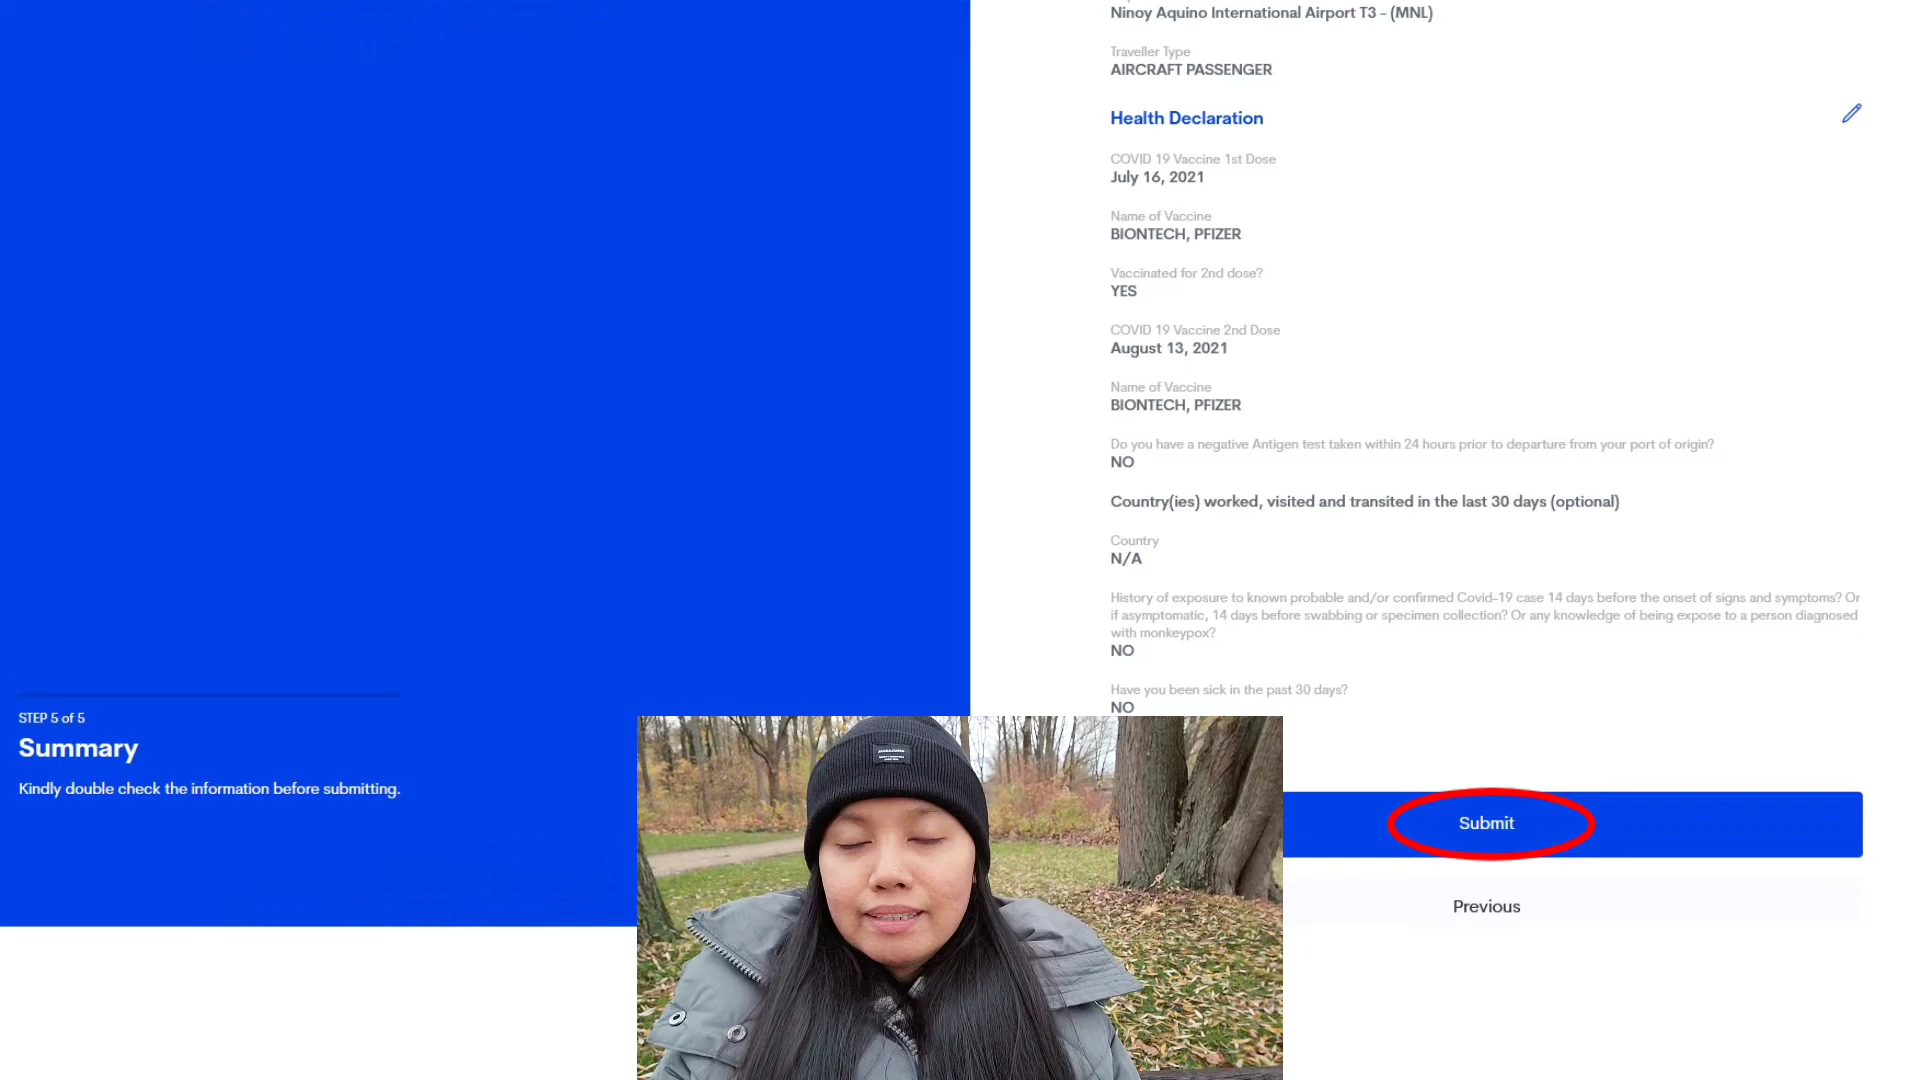 Ninoy Aquino International Airport T3 - (MNL)
Traveller Type
AIRCRAFT PASSENGER
Health Declaration
COVID 19 Vaccine 1st Dose
July 16, 2021
Name of Vaccine
BIONTECH, PFIZER
Vaccinated for 2nd dose?
YES
COVID 19 Vaccine 2nd Dose
August 13, 2021
Name of Vaccine
BIONTECH, PFIZER
Do you have a negative Antigen test taken within 24 hours prior to departure from your port of origin?
NO
Country(ies) worked, visited and transited in the last 30 days (optional)
Country
N/A
History of exposure to known probable and/or confirmed Covid-19 case 14 days before the onset of signs and symptoms? Or
if asymptomatic, 14 days before swabbing or specimen collection? Or any knowledge of being expose to a person diagnosed
with monkeypox?
NO
Have you been sick in the past 30 days?
NO
STEP 5 of 5
Summary
Kindly double check the information before submitting.
Submit
Previous